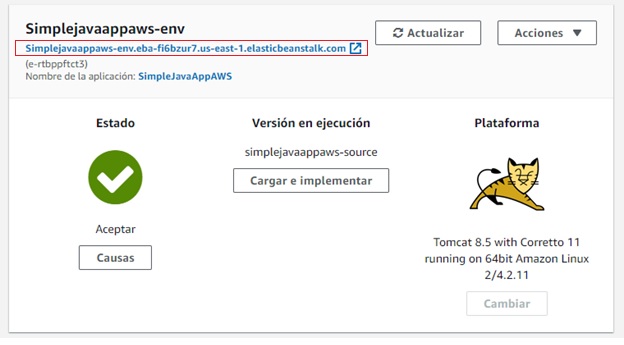 Simplejavaappaws-env
Simplejavaappaws-env.eba-fi6bzur7.us-east-1.elasticbeanstalk.com
(e-rtbppftct3)
Nombre de la aplicación: SimpleJavaAppAWS
Actualizar
Acciones
Estado
Aceptar
Causas
Versión en ejecución
simplejavaappaws-source
Cargar e implementar
Plataforma
Tomcat 8.5 with Corretto 11
running on 64bit Amazon Linux
2/4.2.11
Cambiar